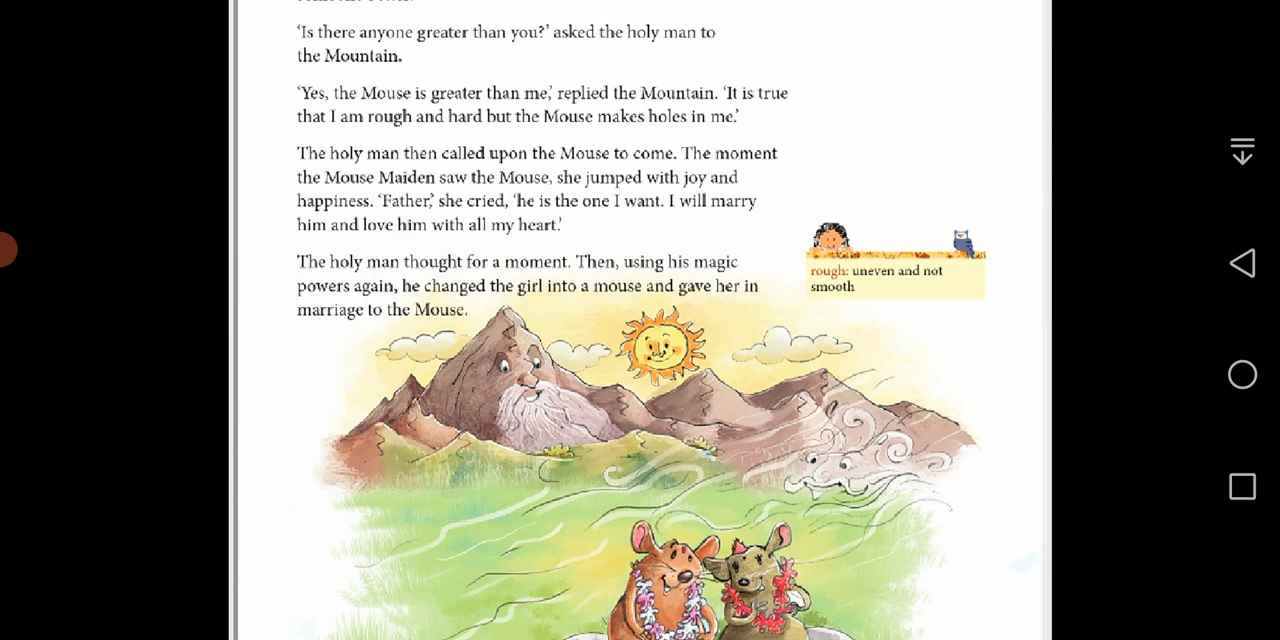 ‘Is there anyone greater than you?’ asked the holy man to
the Mountain.
‘Yes, the Mouse is greater than me,’ replied the Mountain. ‘It is true
that I am rough and hard but the Mouse makes holes in me.’
The holy man then called upon the Mouse to come. The moment
the Mouse Maiden saw the Mouse, she jumped with joy and
happiness. ‘Father,’ she cried, ‘he is the one I want. I will marry
him and love him with all my heart.’
The holy man thought for a moment. Then, using his magic
powers again, he changed the girl into a mouse and gave her in
marriage to the Mouse.
rough: uneven and not
smooth